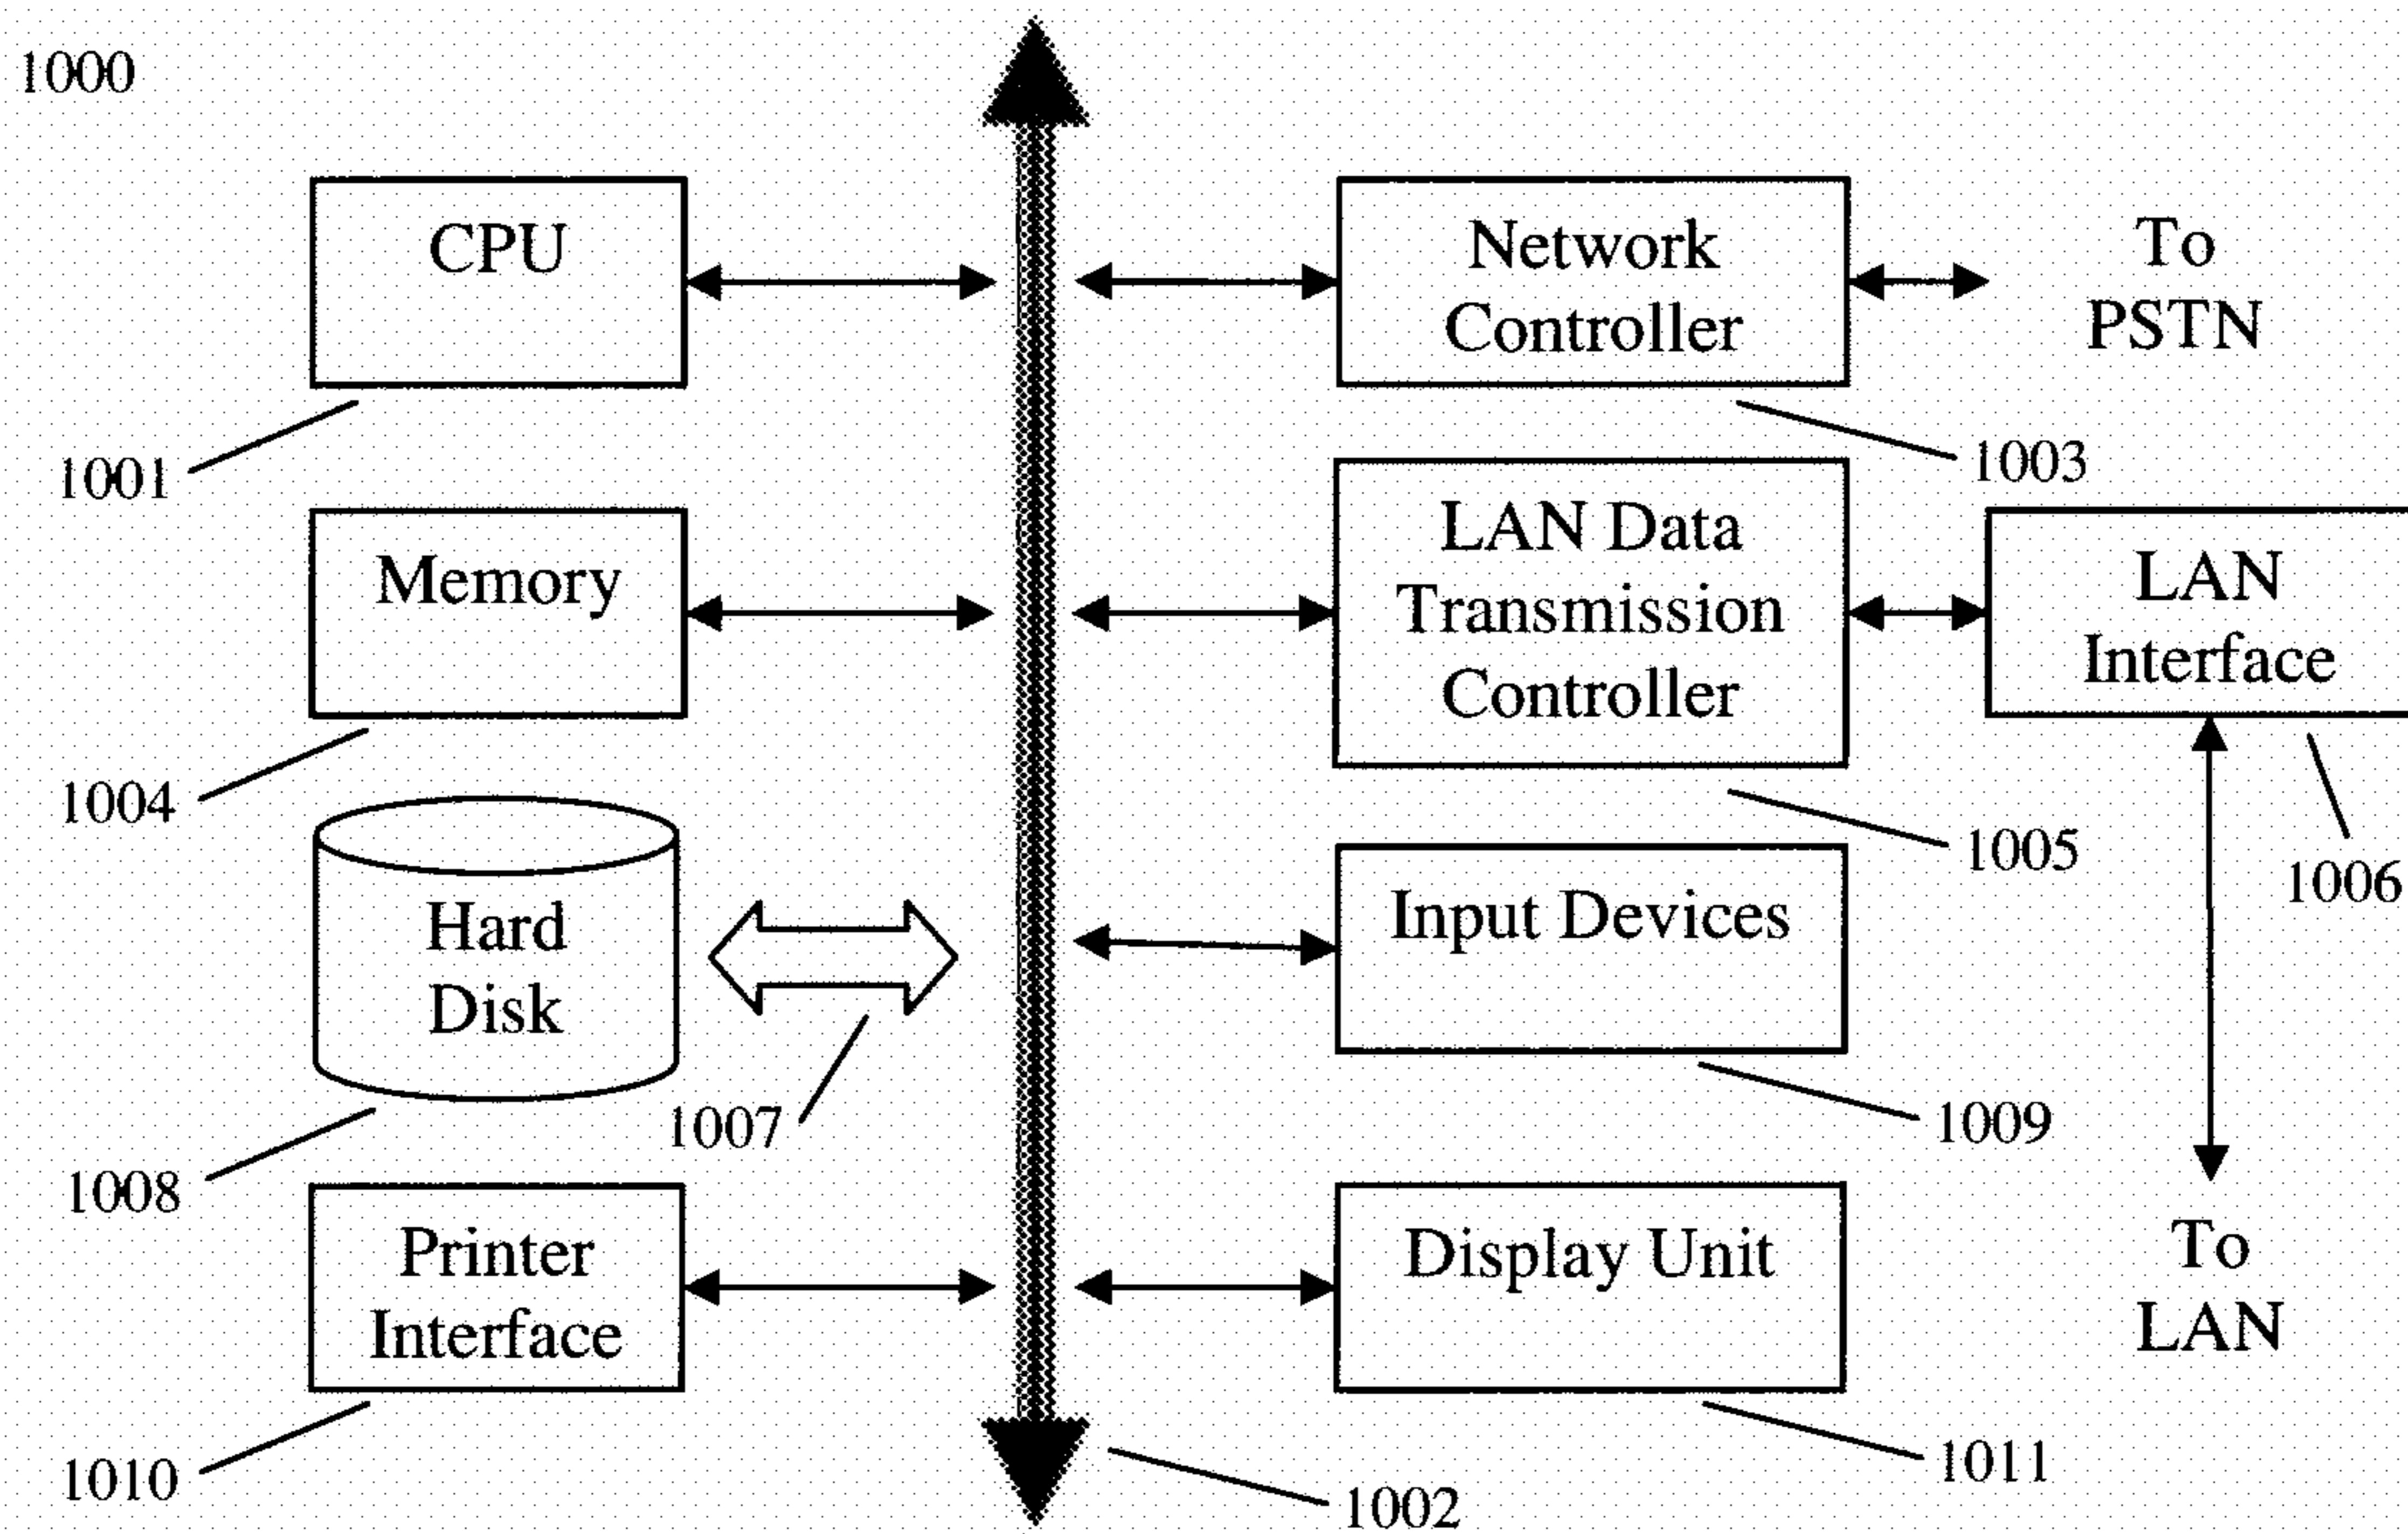 1000
CPU
Network
Controller
To
PSTN
1001
1003
Memory
LAN Data
Transmission
Controller
LAN
Interface
1004
1005
1006
Hard
Disk
1007
Input Devices
1008
1009
Printer
Interface
Display Unit
To
LAN
1010
1002
1011